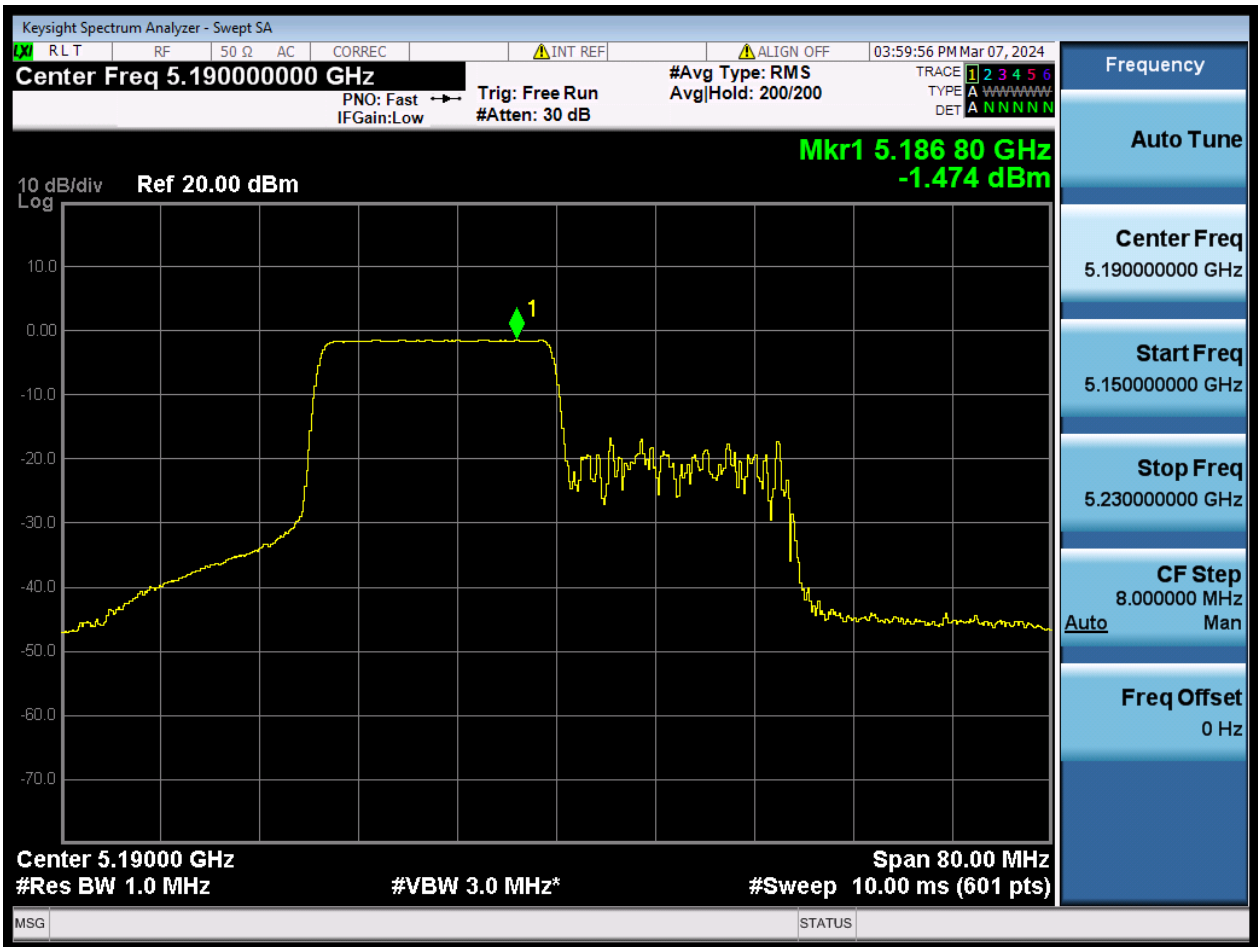 Keysight Spectrum Analyzer - Swept SA
LXI RLT RF 50 Ω AC CORREC INT REF ALIGN OFF 03:59:56 PM Mar 07, 2024
Center Freq 5.190000000 GHz
PNO: Fast
IFGain:Low
Trig: Free Run
#Atten: 30 dB
#Avg Type: RMS
Avg|Hold: 200/200
TRACE 1 2 3 4 5 6
TYPE A WWWWW
DET A N N N N N
Mkr1 5.186 80 GHz
-1.474 dBm
10 dB/div Ref 20.00 dBm
Log
1
10.0
0.00
-10.0
-20.0
-30.0
-40.0
-50.0
-60.0
-70.0
Center 5.19000 GHz Span 80.00 MHz
#Res BW 1.0 MHz #VBW 3.0 MHz* #Sweep 10.00 ms (601 pts)
MSG STATUS
Frequency
Auto Tune
Center Freq
5.190000000 GHz
Start Freq
5.150000000 GHz
Stop Freq
5.230000000 GHz
CF Step
8.000000 MHz
Auto Man
Freq Offset
0 Hz